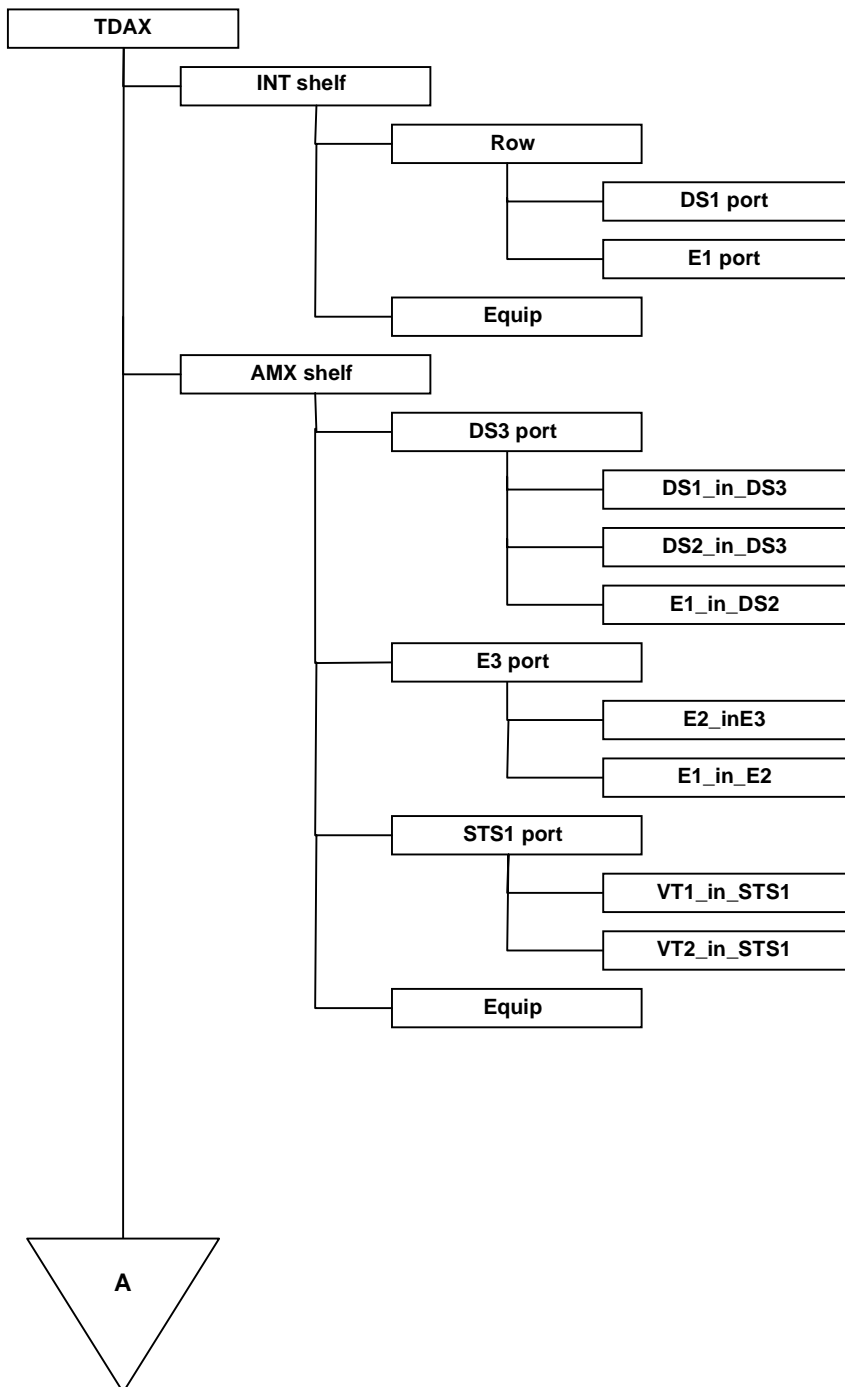 TDAX
INT shelf
Row
DS1 port
E1 port
Equip
AMX shelf
DS3 port
DS1_in_DS3
DS2_in_DS3
E1_in_DS2
E3 port
E2_inE3
E1_in_E2
STS1 port
VT1_in_STS1
VT2_in_STS1
Equip
A